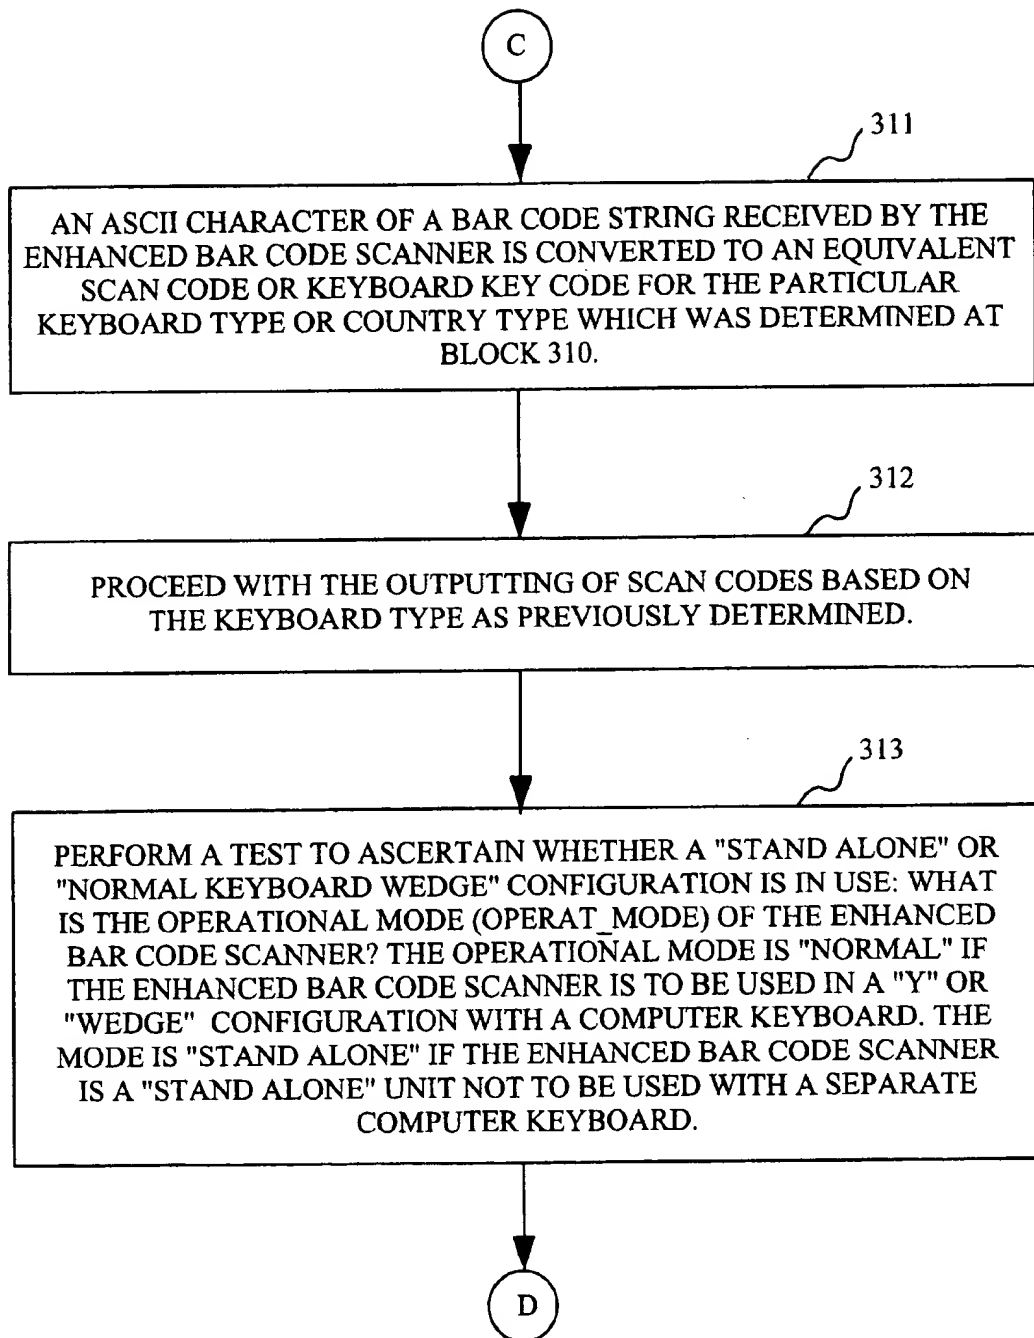 C
311
AN ASCII CHARACTER OF A BAR CODE STRING RECEIVED BY THE
ENHANCED BAR CODE SCANNER IS CONVERTED TO AN EQUIVALENT
SCAN CODE OR KEYBOARD KEY CODE FOR THE PARTICULAR
KEYBOARD TYPE OR COUNTRY TYPE WHICH WAS DETERMINED AT
BLOCK 310.
312
PROCEED WITH THE OUTPUTTING OF SCAN CODES BASED ON
THE KEYBOARD TYPE AS PREVIOUSLY DETERMINED.
313
PERFORM A TEST TO ASCERTAIN WHETHER A "STAND ALONE" OR
"NORMAL KEYBOARD WEDGE" CONFIGURATION IS IN USE: WHAT
IS THE OPERATIONAL MODE (OPERAT_MODE) OF THE ENHANCED
BAR CODE SCANNER? THE OPERATIONAL MODE IS "NORMAL" IF
THE ENHANCED BAR CODE SCANNER IS TO BE USED IN A "Y" OR
"WEDGE" CONFIGURATION WITH A COMPUTER KEYBOARD. THE
MODE IS "STAND ALONE" IF THE ENHANCED BAR CODE SCANNER
IS A "STAND ALONE" UNIT NOT TO BE USED WITH A SEPARATE
COMPUTER KEYBOARD.
D